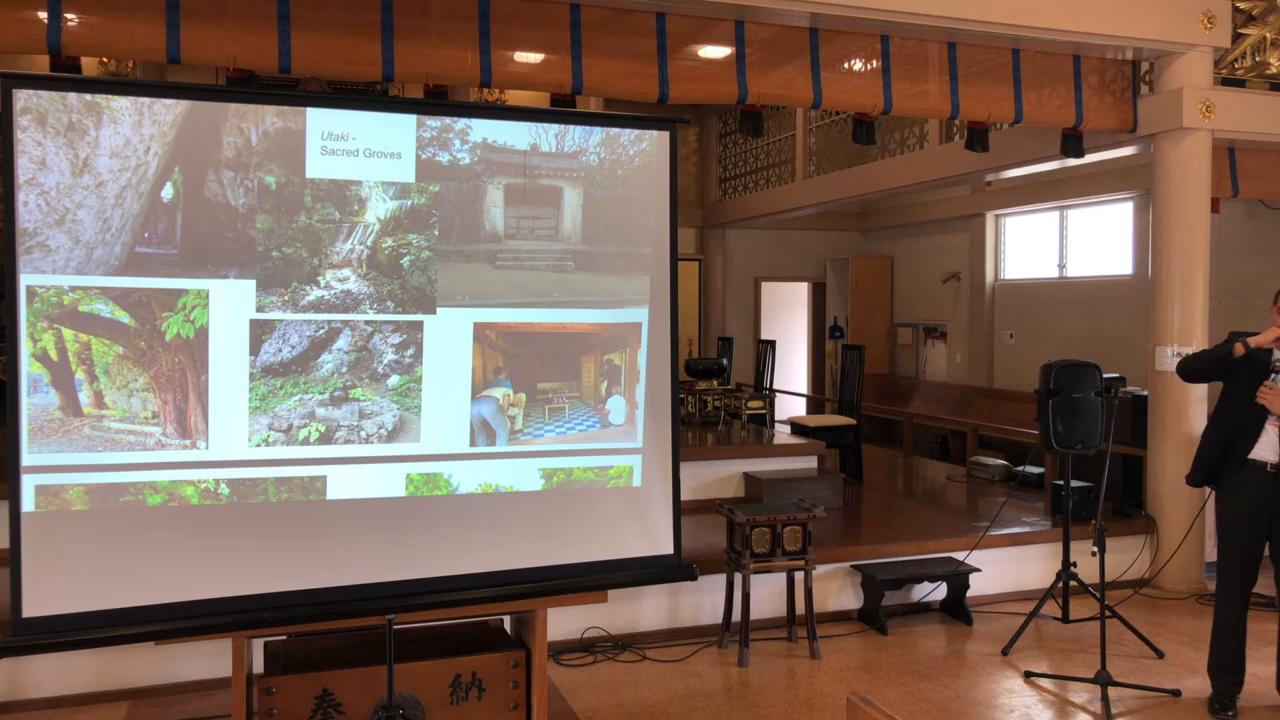 Utaki -
Sacred Groves
奉納